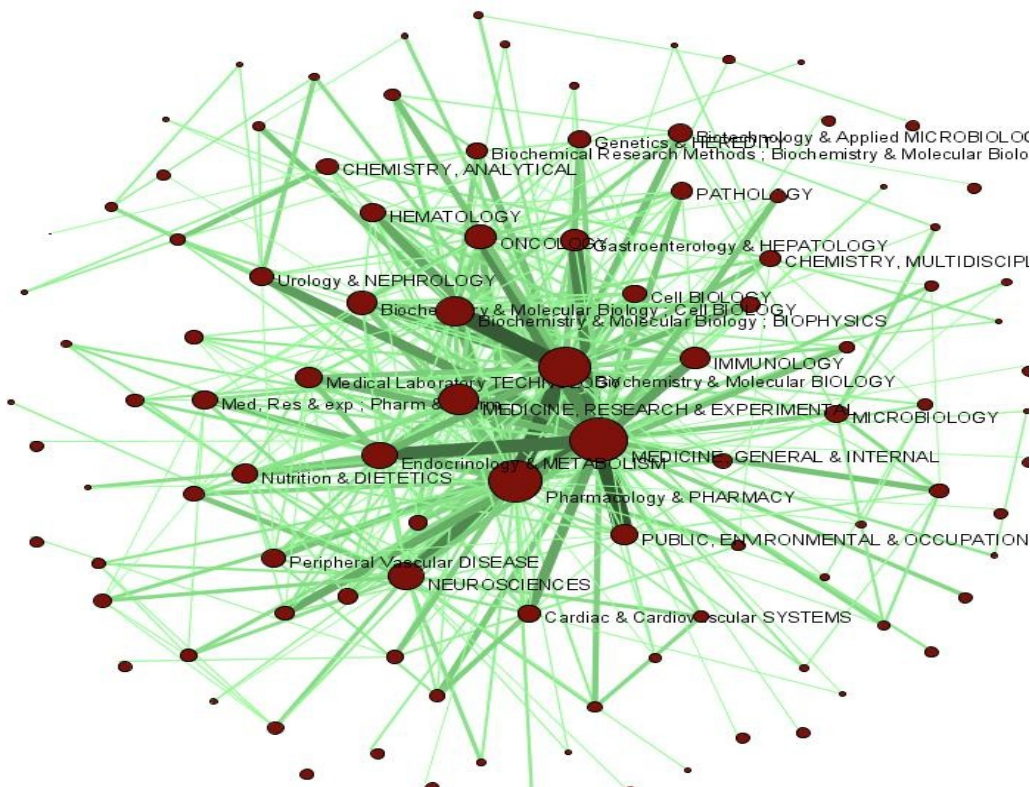 Genetics & HEREDITY
Biotechnology & Applied MICROBIOLO
Biochemical Research Methods ; Biochemistry & Molecular Biolo
CHEMISTRY, ANALYTICAL
PATHOLOGY
HEMATOLOGY
ONCOLOGY
Gastroenterology & HEPATOLOGY
CHEMISTRY, MULTIDISCIPL
Urology & NEPHROLOGY
Cell BIOLOGY
Biochemistry & Molecular Biology ; Cell BIOLOGY
Biochemistry & Molecular Biology ; BIOPHYSICS
IMMUNOLOGY
Medical Laboratory TECHNOLOGY
Biochemistry & Molecular BIOLOGY
Med, Res & exp ; Pharm &
MEDICINE, RESEARCH & EXPERIMENTAL
MICROBIOLOGY
MEDICINE, GENERAL & INTERNAL
Endocrinology & METABOLISM
Nutrition & DIETETICS
Pharmacology & PHARMACY
PUBLIC, ENVIRONMENTAL & OCCUPATION
Peripheral Vascular DISEASE
NEUROSCIENCES
Cardiac & Cardiovascular SYSTEMS